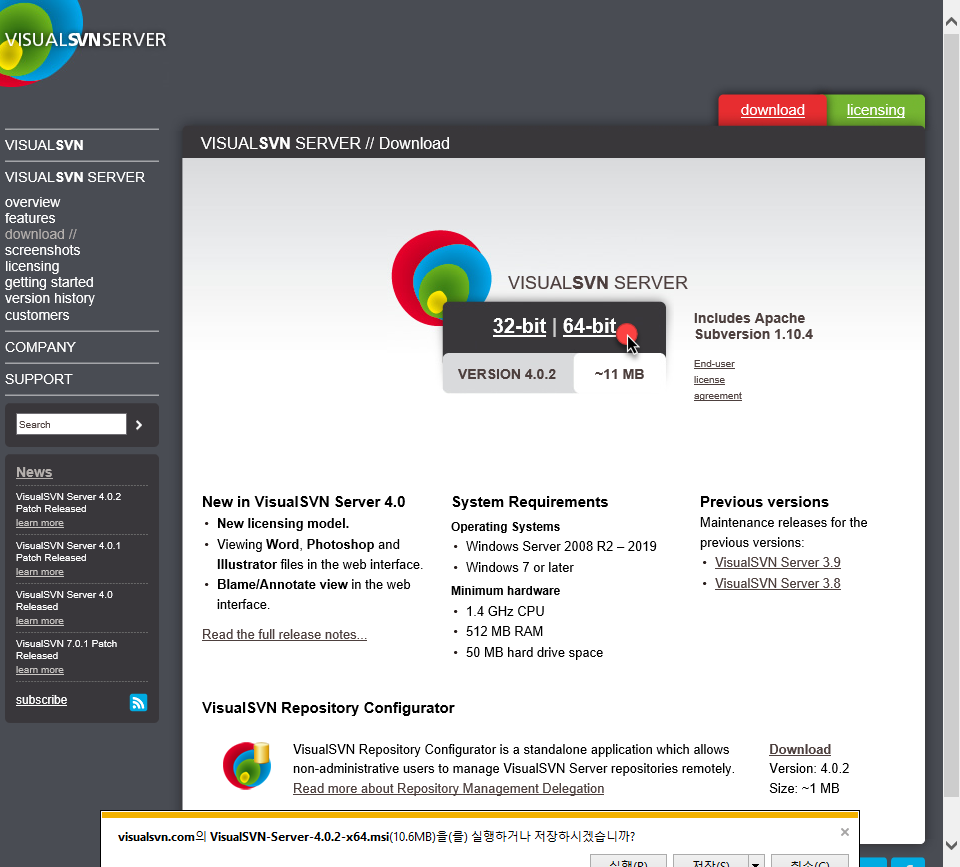 VISUALSVNSERVER
download
licensing
VISUALSVN
VISUALSVN SERVER
overview
features
download //
screenshots
licensing
getting started
version history
customers
COMPANY
SUPPORT
Search
News
VisualSVN Server 4.0.2
Patch Released
learn more
VisualSVN Server 4.0.1
Patch Released
learn more
VisualSVN Server 4.0
Released
learn more
VisualSVN 7.0.1 Patch
Released
learn more
subscribe
VISUALSVN SERVER // Download
VISUALSVN SERVER
32-bit | 64-bit
VERSION 4.0.2
~11 MB
Includes Apache
Subversion 1.10.4
End-user
license
agreement
New in VisualSVN Server 4.0
• New licensing model.
• Viewing Word, Photoshop and
Illustrator files in the web interface.
• Blame/Annotate view in the web
interface.
Read the full release notes...
System Requirements
Operating Systems
• Windows Server 2008 R2 – 2019
• Windows 7 or later
Minimum hardware
• 1.4 GHz CPU
• 512 MB RAM
• 50 MB hard drive space
Previous versions
Maintenance releases for the
previous versions:
• VisualSVN Server 3.9
• VisualSVN Server 3.8
VisualSVN Repository Configurator
VisualSVN Repository Configurator is a standalone application which allows
non-administrative users to manage VisualSVN Server repositories remotely.
Read more about Repository Management Delegation
Download
Version: 4.0.2
Size: ~1 MB
visualsvn.com의 VisualSVN-Server-4.0.2-x64.msi(10.6MB)을(를) 실행하거나 저장하시겠습니까?
실행(R)
저장(S)
취소(C)